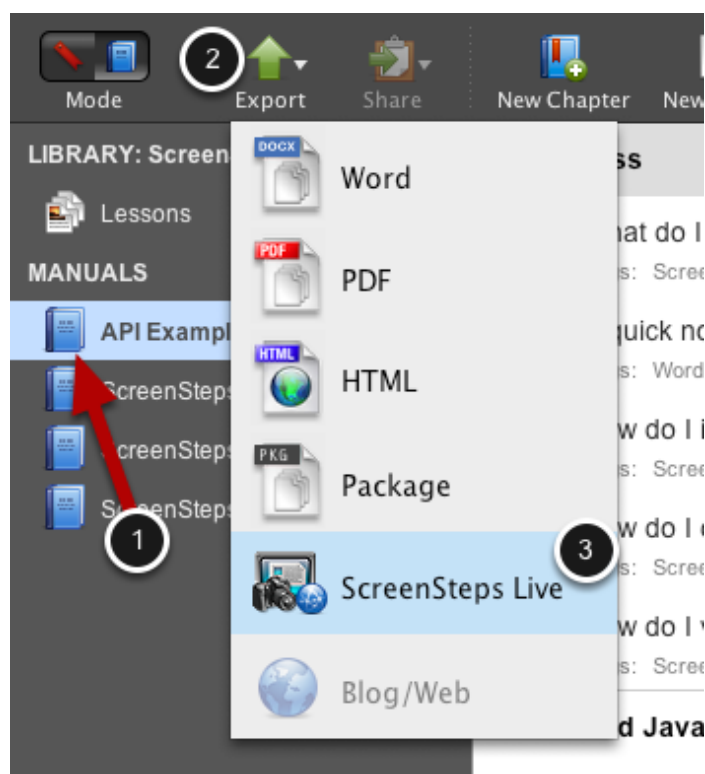 2
Mode
Export
Share
New Chapter
New
LIBRARY: Screen
Lessons
MANUALS
API Exampl
ScreenSteps
ScreenSteps
ScreenSteps
1
DOCX
Word
PDF
PDF
HTML
HTML
PKG
Package
ScreenSteps Live
3
Blog/Web
ss
hat do I
s: Scree
quick no
s: Word
w do I i
s: Scree
w do I
s: Scree
w do I
s: Scree
d Java